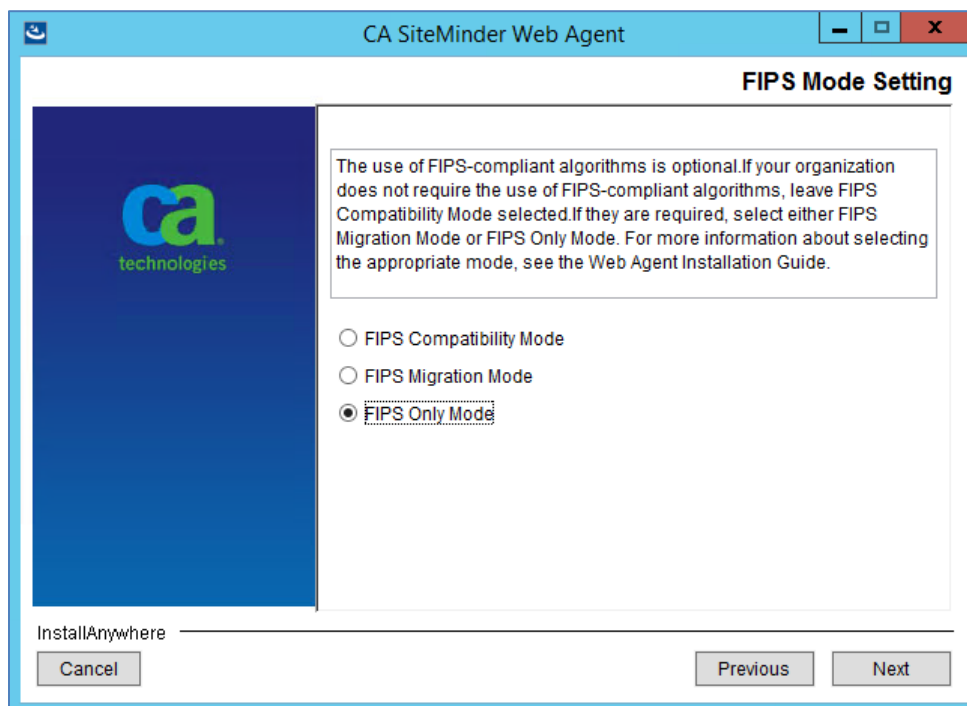 CA SiteMinder Web Agent
FIPS Mode Setting
ca
technologies
The use of FIPS-compliant algorithms is optional.If your organization
does not require the use of FIPS-compliant algorithms, leave FIPS
Compatibility Mode selected.If they are required, select either FIPS
Migration Mode or FIPS Only Mode. For more information about selecting
the appropriate mode, see the Web Agent Installation Guide.
FIPS Compatibility Mode
FIPS Migration Mode
FIPS Only Mode
InstallAnywhere
Cancel
Previous
Next